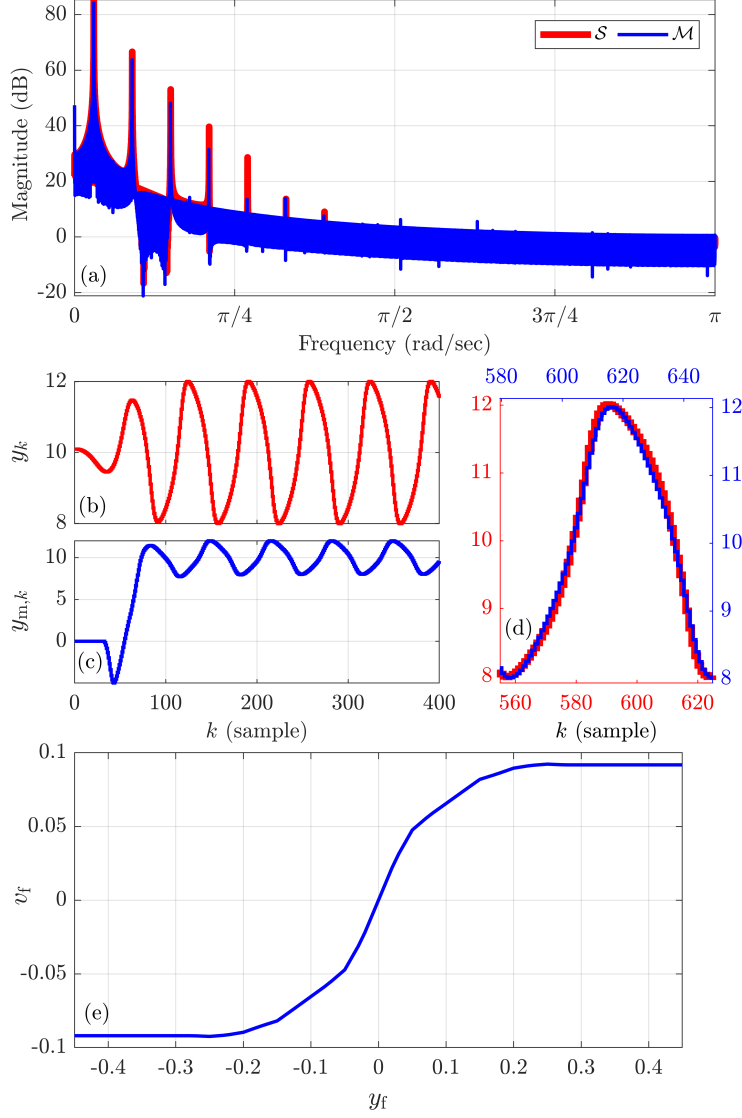 80
60
40
20
0
-20
Magnitude (dB)
𝒮 ℳ
(a)
0 π/4 π/2 3π/4 π
Frequency (rad/sec)
12
10
8
y_k
(b)
10
5
0
y_{m,k}
(c)
0 100 200 300 400
k (sample)
580 600 620 640
12
11
10
9
8
12
11
10
9
8
(d)
560 580 600 620
k (sample)
0.1
0.05
0
-0.05
-0.1
v_f
(e)
-0.4 -0.3 -0.2 -0.1 0 0.1 0.2 0.3 0.4
y_f